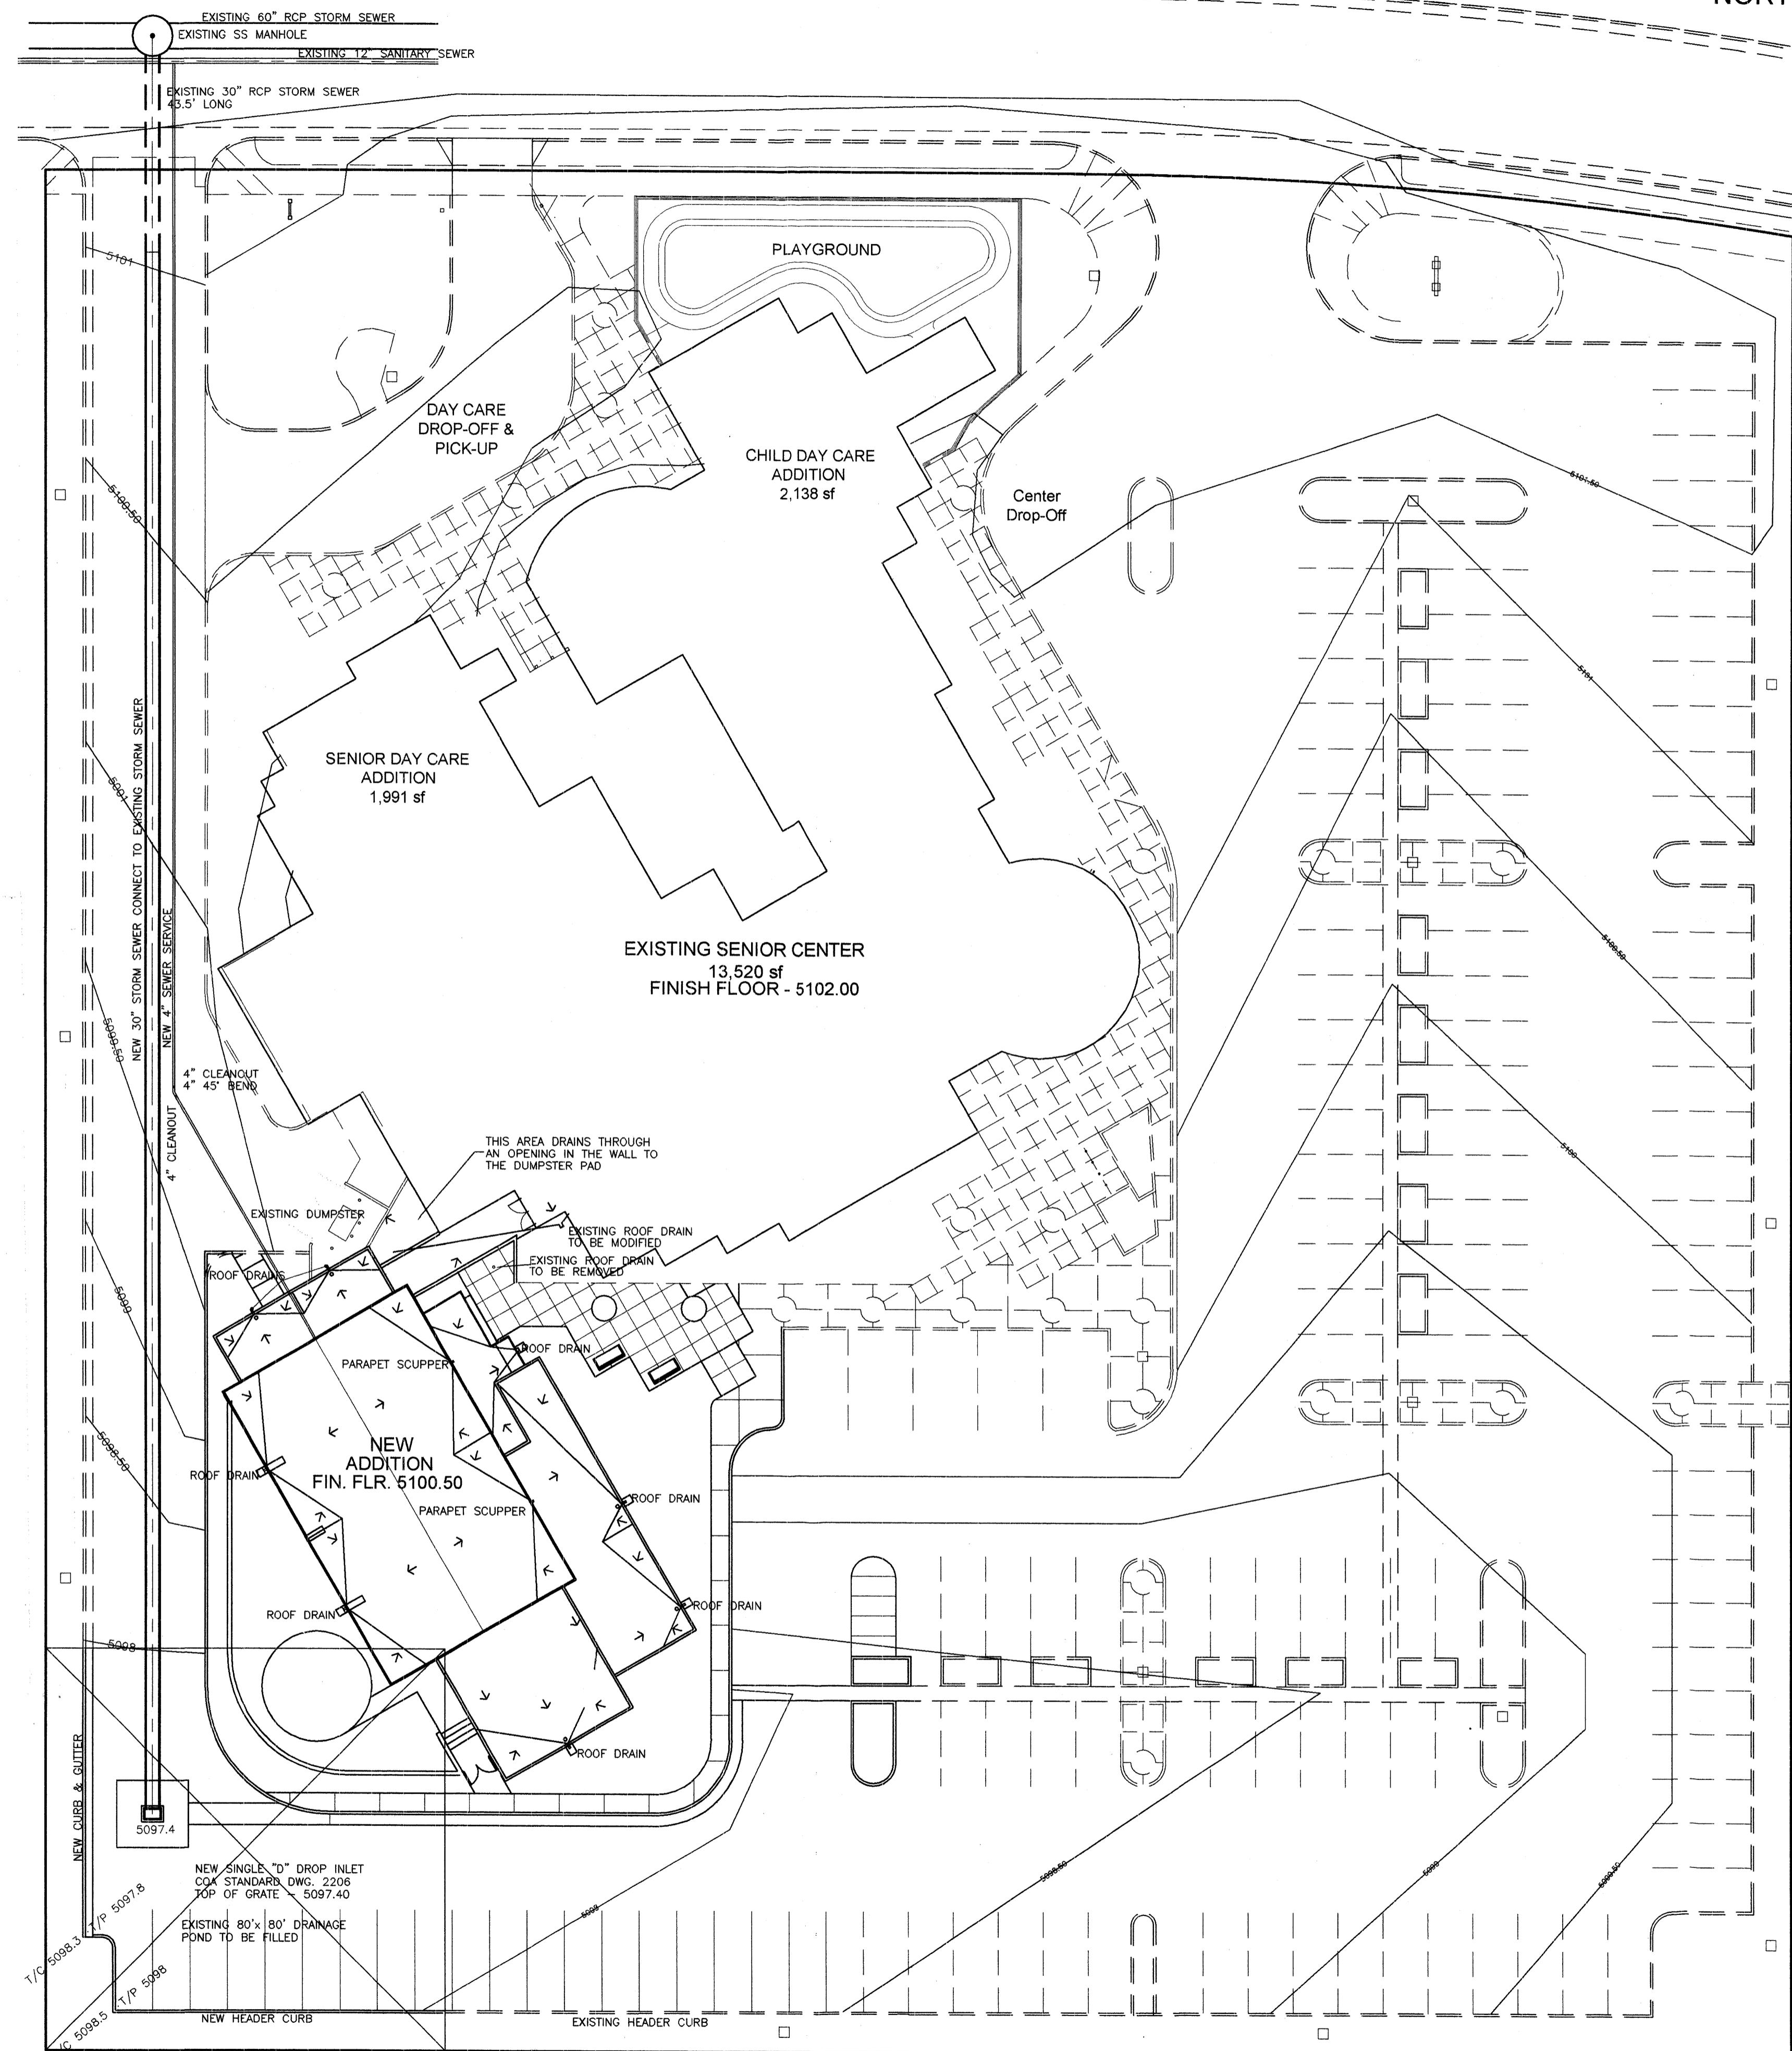 NORT
EXISTING 60" RCP STORM SEWER
EXISTING SS MANHOLE
EXISTING 12" SANITARY SEWER
EXISTING 30" RCP STORM SEWER
43.5' LONG
PLAYGROUND
5101
DAY CARE
DROP-OFF &
PICK-UP
CHILD DAY CARE
ADDITION
2,138 sf
Center
Drop-Off
5101.50
5100.50
5101
SENIOR DAY CARE
ADDITION
1,991 sf
5001
NEW 30" STORM SEWER CONNECT TO EXISTING STORM SEWER
NEW 4" SEWER SERVICE
EXISTING SENIOR CENTER
13,520 sf
FINISH FLOOR - 5102.00
5100.50
5099.50
4" CLEANOUT
4" 45° BEND
4" CLEANOUT
THIS AREA DRAINS THROUGH
AN OPENING IN THE WALL TO
THE DUMPSTER PAD
5100
EXISTING DUMPSTER
EXISTING ROOF DRAIN
TO BE MODIFIED
EXISTING ROOF DRAIN
TO BE REMOVED
ROOF DRAINS
5099
ROOF DRAIN
PARAPET SCUPPER
5098.50
NEW
ADDITION
FIN. FLR. 5100.50
ROOF DRAIN
ROOF DRAIN
PARAPET SCUPPER
ROOF DRAIN
ROOF DRAIN
5098
ROOF DRAIN
NEW CURB & GUTTER
5097.4
NEW SINGLE "D" DROP INLET
COA STANDARD DWG. 2206
TOP OF GRATE - 5097.40
5098.50
5099
5099.50
T/P 5097.8
EXISTING 80'x 80' DRAINAGE
POND TO BE FILLED
5098
T/C 5098.3
T/P 5098
/C 5098.5
NEW HEADER CURB
EXISTING HEADER CURB